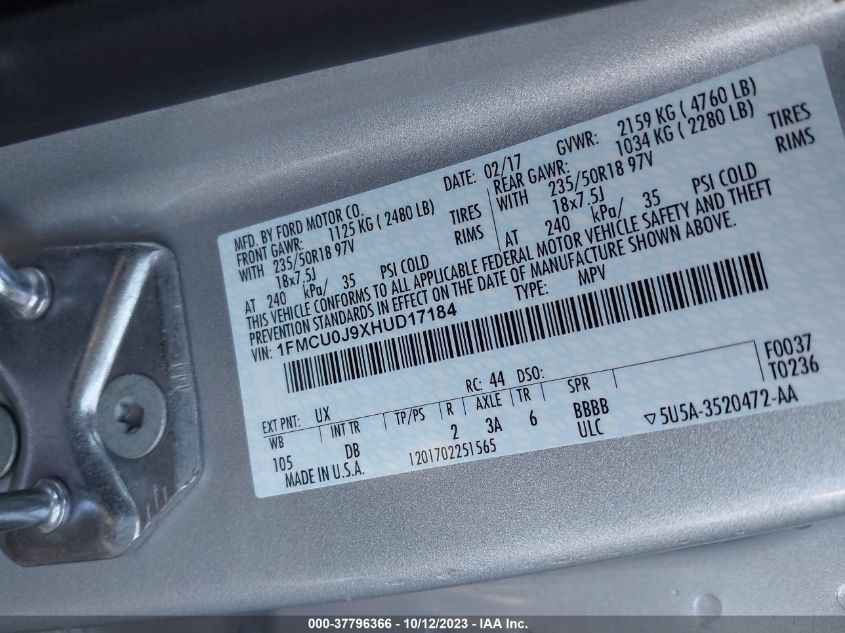 MFD. BY FORD MOTOR CO. DATE: 02/17 GVWR: 2159 KG ( 4760 LB)
FRONT GAWR: 1125 KG ( 2480 LB) REAR GAWR: 1034 KG ( 2280 LB)
WITH 235/50R18 97V TIRES WITH 235/50R18 97V TIRES
18x7.5J RIMS 18x7.5J RIMS
AT 240 kPa/ 35 PSI COLD AT 240 kPa/ 35 PSI COLD
THIS VEHICLE CONFORMS TO ALL APPLICABLE FEDERAL MOTOR VEHICLE SAFETY AND THEFT
PREVENTION STANDARDS IN EFFECT ON THE DATE OF MANUFACTURE SHOWN ABOVE.
VIN: 1FMCU0J9XHUD17184 TYPE: MPV
F0037
T0236
EXT PNT: UX RC: 44 DSO:
WB INT TR TP/PS R AXLE TR SPR
105 DB 2 3A 6 BBBB
ULC
MADE IN U.S.A. 1201702251565 ▽5U5A-3520472-AA
000-37796366 - 10/12/2023 - IAA Inc.